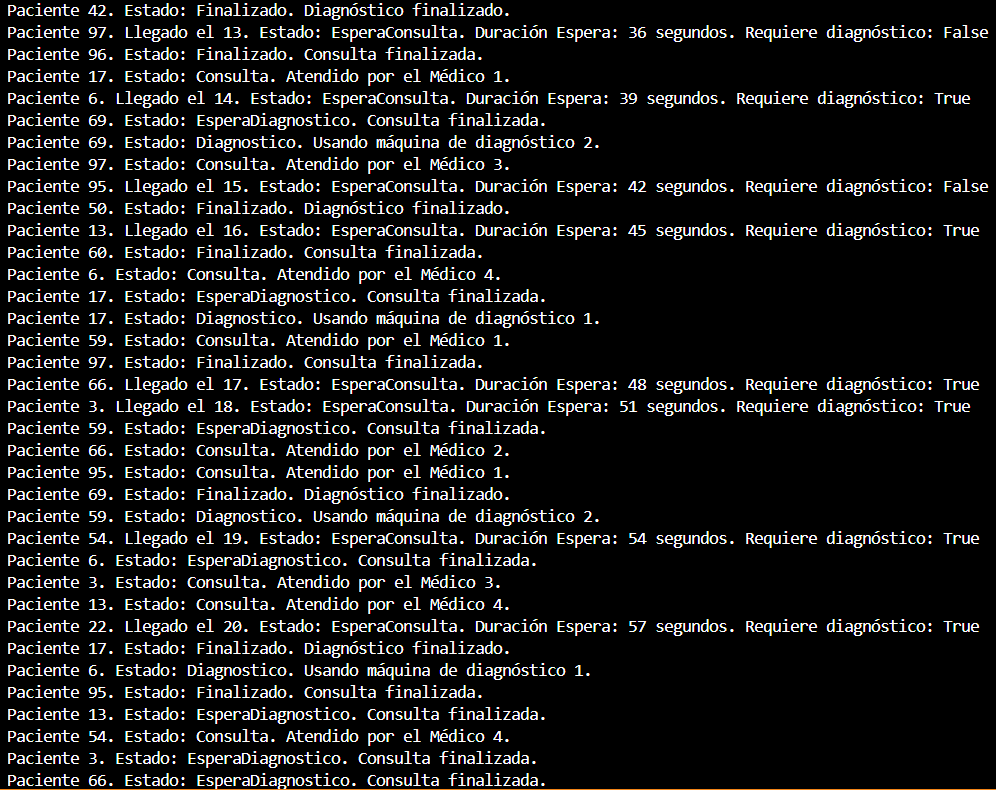 Paciente 42. Estado: Finalizado. Diagnóstico finalizado.
Paciente 97. Llegado el 13. Estado: EsperaConsulta. Duración Espera: 36 segundos. Requiere diagnóstico: False
Paciente 96. Estado: Finalizado. Consulta finalizada.
Paciente 17. Estado: Consulta. Atendido por el Médico 1.
Paciente 6. Llegado el 14. Estado: EsperaConsulta. Duración Espera: 39 segundos. Requiere diagnóstico: True
Paciente 69. Estado: EsperaDiagnostico. Consulta finalizada.
Paciente 69. Estado: Diagnostico. Usando máquina de diagnóstico 2.
Paciente 97. Estado: Consulta. Atendido por el Médico 3.
Paciente 95. Llegado el 15. Estado: EsperaConsulta. Duración Espera: 42 segundos. Requiere diagnóstico: False
Paciente 50. Estado: Finalizado. Diagnóstico finalizado.
Paciente 13. Llegado el 16. Estado: EsperaConsulta. Duración Espera: 45 segundos. Requiere diagnóstico: True
Paciente 60. Estado: Finalizado. Consulta finalizada.
Paciente 6. Estado: Consulta. Atendido por el Médico 4.
Paciente 17. Estado: EsperaDiagnostico. Consulta finalizada.
Paciente 17. Estado: Diagnostico. Usando máquina de diagnóstico 1.
Paciente 59. Estado: Consulta. Atendido por el Médico 1.
Paciente 97. Estado: Finalizado. Consulta finalizada.
Paciente 66. Llegado el 17. Estado: EsperaConsulta. Duración Espera: 48 segundos. Requiere diagnóstico: True
Paciente 3. Llegado el 18. Estado: EsperaConsulta. Duración Espera: 51 segundos. Requiere diagnóstico: True
Paciente 59. Estado: EsperaDiagnostico. Consulta finalizada.
Paciente 66. Estado: Consulta. Atendido por el Médico 2.
Paciente 95. Estado: Consulta. Atendido por el Médico 1.
Paciente 69. Estado: Finalizado. Diagnóstico finalizado.
Paciente 59. Estado: Diagnostico. Usando máquina de diagnóstico 2.
Paciente 54. Llegado el 19. Estado: EsperaConsulta. Duración Espera: 54 segundos. Requiere diagnóstico: True
Paciente 6. Estado: EsperaDiagnostico. Consulta finalizada.
Paciente 3. Estado: Consulta. Atendido por el Médico 3.
Paciente 13. Estado: Consulta. Atendido por el Médico 4.
Paciente 22. Llegado el 20. Estado: EsperaConsulta. Duración Espera: 57 segundos. Requiere diagnóstico: True
Paciente 17. Estado: Finalizado. Diagnóstico finalizado.
Paciente 6. Estado: Diagnostico. Usando máquina de diagnóstico 1.
Paciente 95. Estado: Finalizado. Consulta finalizada.
Paciente 13. Estado: EsperaDiagnostico. Consulta finalizada.
Paciente 54. Estado: Consulta. Atendido por el Médico 4.
Paciente 3. Estado: EsperaDiagnostico. Consulta finalizada.
Paciente 66. Estado: EsperaDiagnostico. Consulta finalizada.